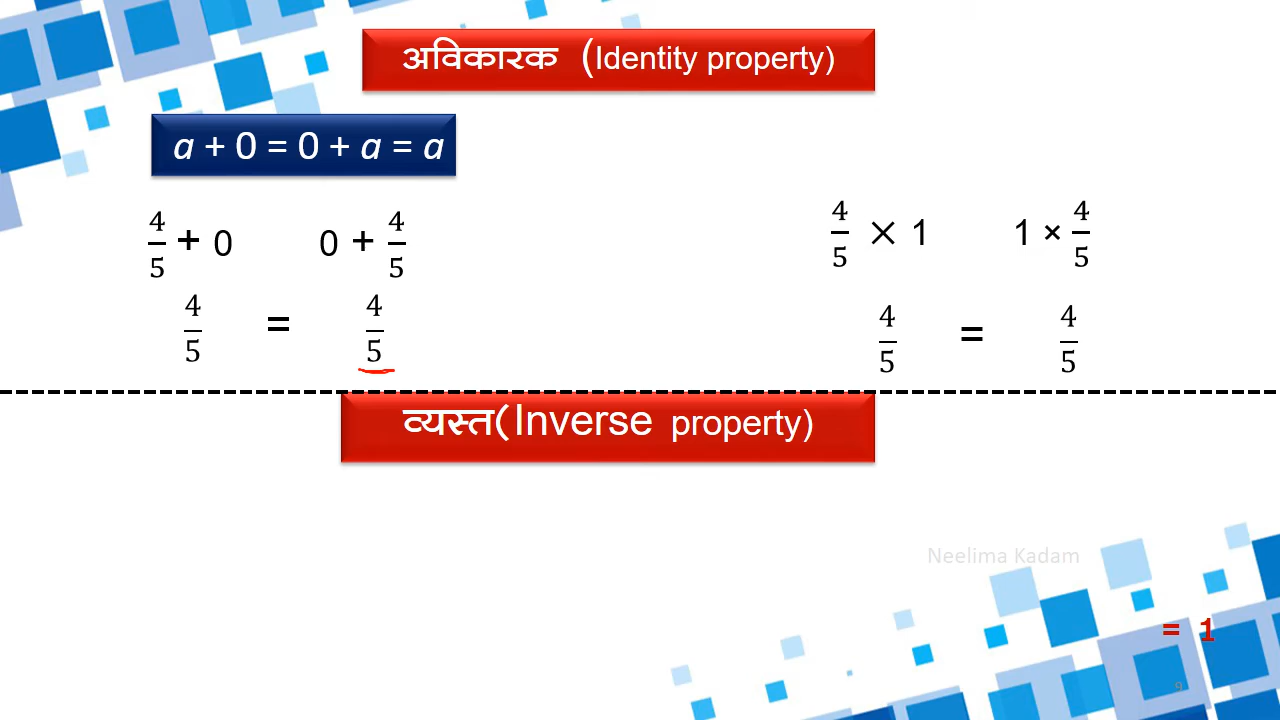 अविकारक (Identity property)
a + 0 = 0 + a = a
4/5 + 0 0 + 4/5
4/5 = 4/5
4/5 × 1 1 × 4/5
4/5 = 4/5
व्यस्त(Inverse property)
Neelima Kadam
= 1
9